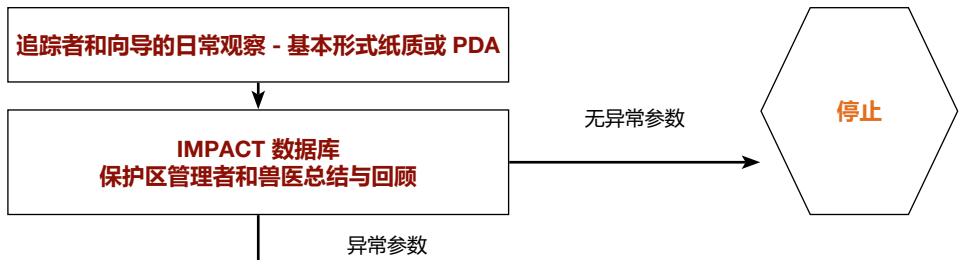 追踪者和向导的日常观察 - 基本形式纸质或 PDA
IMPACT 数据库
保护区管理者和兽医总结与回顾
无异常参数
停止
异常参数